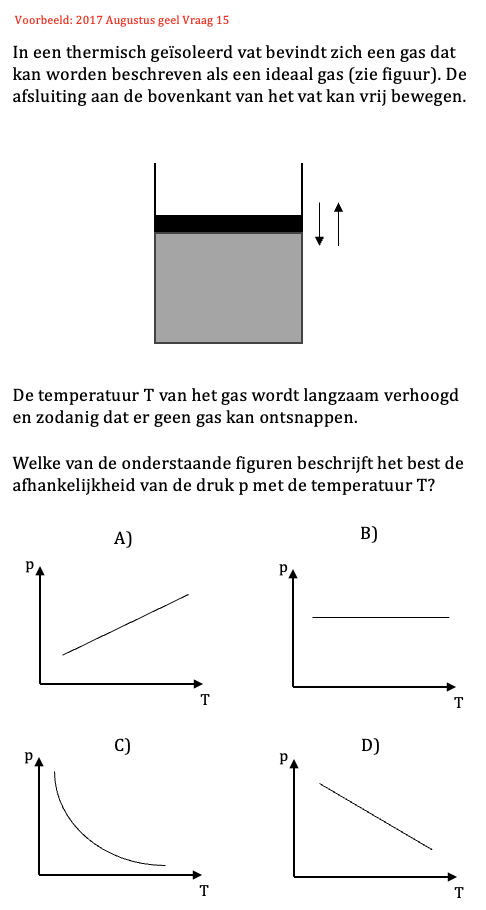 Voorbeeld: 2017 Augustus geel Vraag 15
In een thermisch geïsoleerd vat bevindt zich een gas dat
kan worden beschreven als een ideaal gas (zie figuur). De
afsluiting aan de bovenkant van het vat kan vrij bewegen.
De temperatuur T van het gas wordt langzaam verhoogd
en zodanig dat er geen gas kan ontsnappen.
Welke van de onderstaande figuren beschrijft het best de
afhankelijkheid van de druk p met de temperatuur T?
A)
p
T
B)
p
T
C)
p
T
D)
p
T